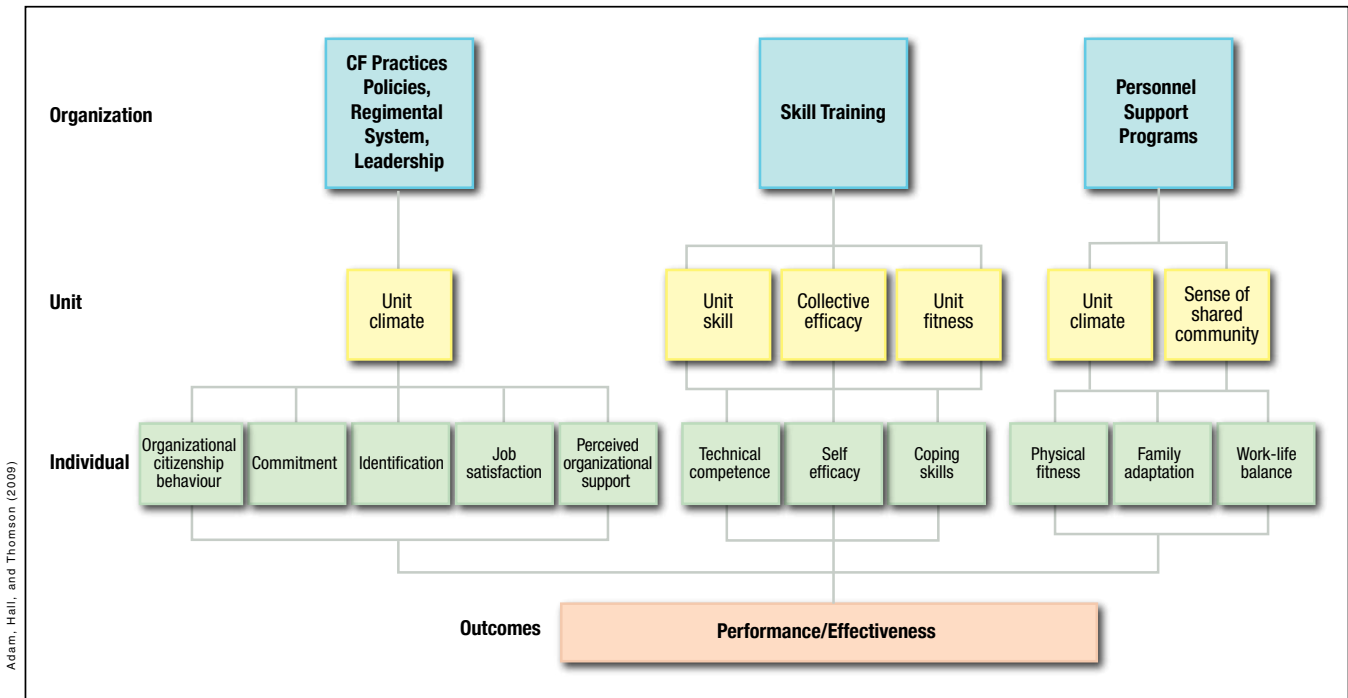 CF Practices
Policies,
Regimental
System,
Leadership
Skill Training
Personnel
Support
Programs
Organization
Unit
Unit
climate
Unit
skill
Collective
efficacy
Unit
fitness
Unit
climate
Sense of
shared
community
Individual
Organizational
citizenship
behaviour
Commitment
Identification
Job
satisfaction
Perceived
organizational
support
Technical
competence
Self
efficacy
Coping
skills
Physical
fitness
Family
adaptation
Work-life
balance
Outcomes
Performance/Effectiveness
Adam, Hall, and Thomson (2009)